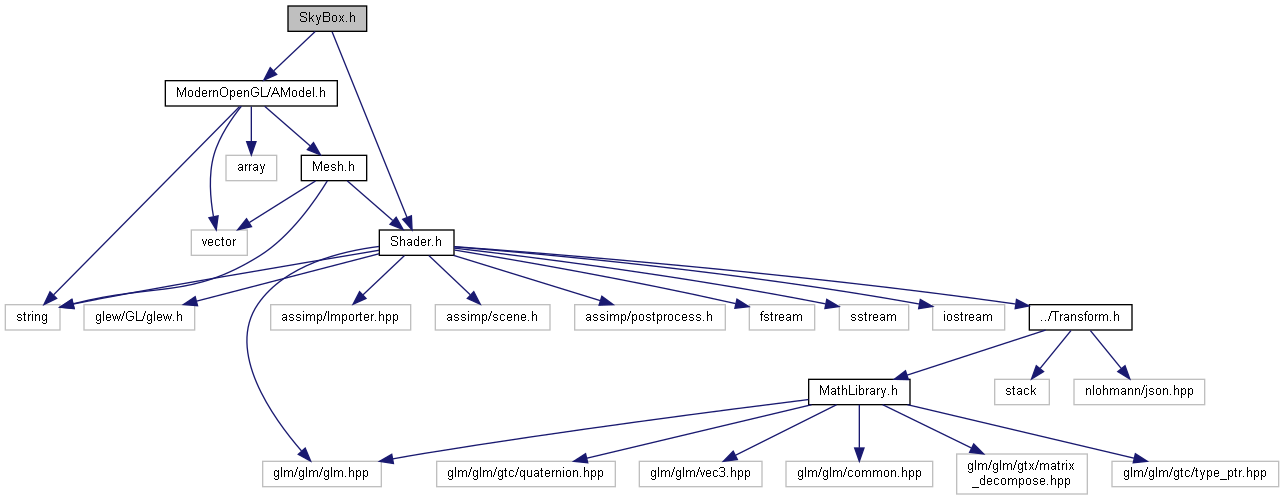 SkyBox.h
ModernOpenGL/AModel.h
array
Mesh.h
vector
Shader.h
string
glew/GL/glew.h
assimp/Importer.hpp
assimp/scene.h
assimp/postprocess.h
fstream
sstream
iostream
../Transform.h
MathLibrary.h
stack
nlohmann/json.hpp
glm/glm/glm.hpp
glm/glm/gtc/quaternion.hpp
glm/glm/vec3.hpp
glm/glm/common.hpp
glm/glm/gtx/matrix
_decompose.hpp
glm/glm/gtc/type_ptr.hpp